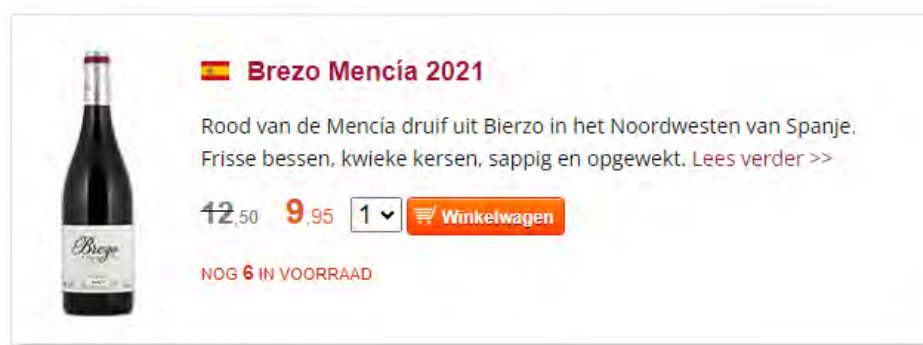 Brezo Mencía 2021
Rood van de Mencía druif uit Bierzo in het Noordwesten van Spanje.
Frisse bessen, kwieke kersen, sappig en opgewekt. Lees verder >>
12,50 9,95 1 Winkelwagen
Brezo
NOG 6 IN VOORRAAD